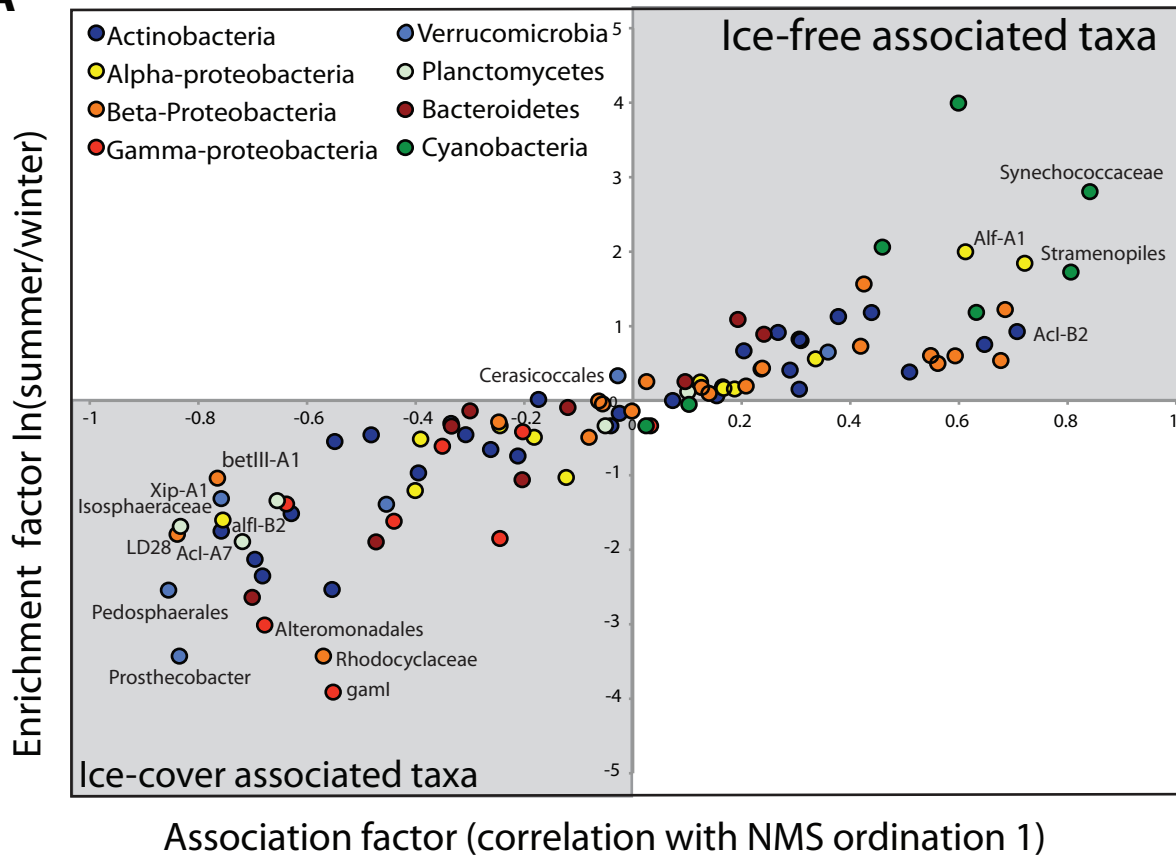 A
Actinobacteria
Alpha-proteobacteria
Beta-Proteobacteria
Gamma-proteobacteria
Verrucomicrobia
Planctomycetes
Bacteroidetes
Cyanobacteria
Ice-free associated taxa
5
4
3
2
1
0
-1
-2
-3
-4
-5
-1
-0.8
-0.6
-0.4
-0.2
0
0.2
0.4
0.6
0.8
1
Synechococcaceae
Alf-A1
Stramenopiles
AcI-B2
Cerasicoccales
betIII-A1
Xip-A1
Isosphaeraceae
alfI-B2
LD28
AcI-A7
Pedosphaerales
Alteromonadales
Prosthecobacter
Rhodocyclaceae
gamI
Ice-cover associated taxa
Enrichment factor ln(summer/winter)
Association factor (correlation with NMS ordination 1)